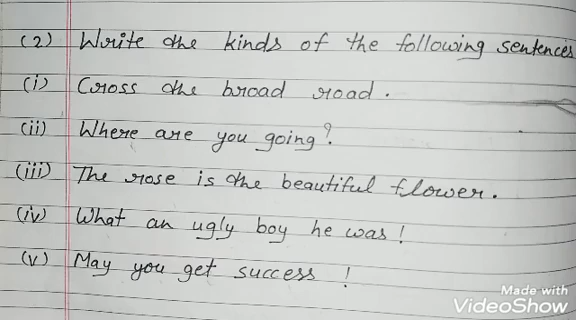 (2) Write the kinds of the following sentences
(i) Cross the broad road.
(ii) Where are you going?
(iii) The rose is the beautiful flower.
(iv) What an ugly boy he was!
(v) May you get success!
Made with
VideoShow